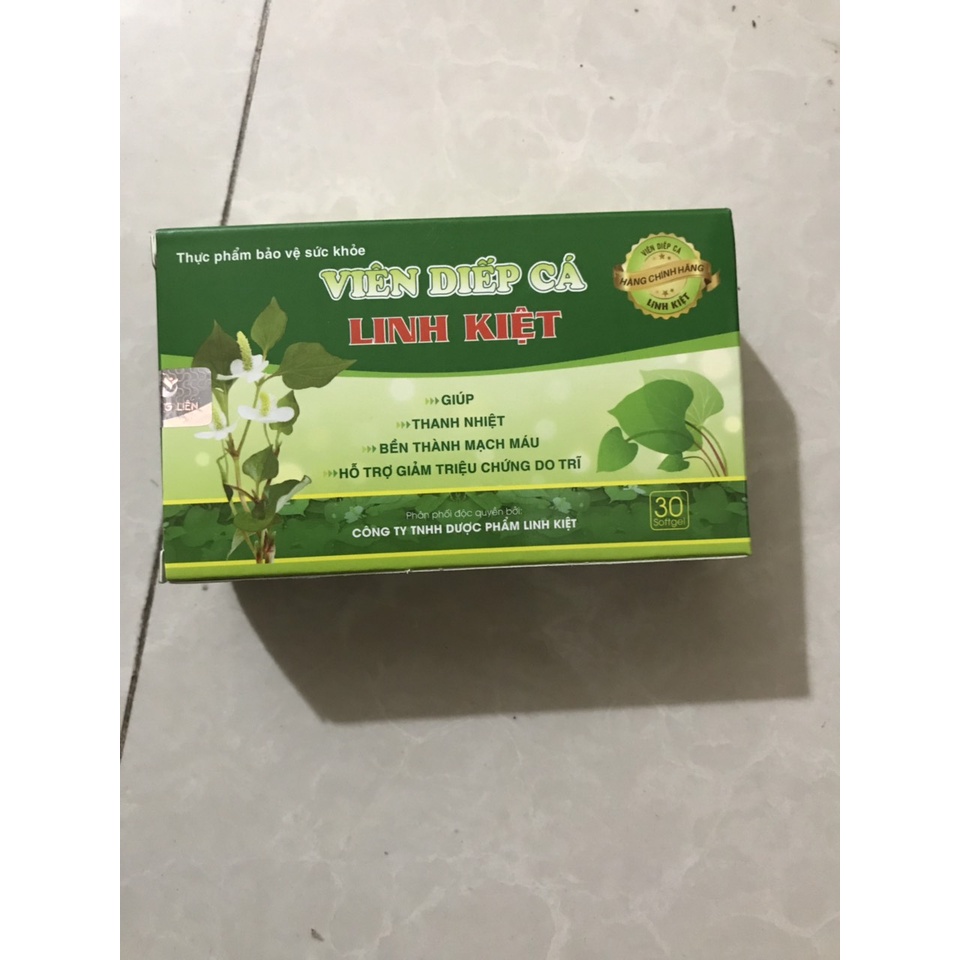 Thực phẩm bảo vệ sức khỏe
VIÊN DIẾP CÁ
LINH KIỆT
VIÊN DIẾP CÁ
HÀNG CHÍNH HÃNG
LINH KIỆT
LIÊN
GIÚP
THANH NHIỆT
BỀN THÀNH MẠCH MÁU
HỖ TRỢ GIẢM TRIỆU CHỨNG DO TRĨ
Phân phối độc quyền bởi:
CÔNG TY TNHH DƯỢC PHẨM LINH KIỆT
30
Softgel